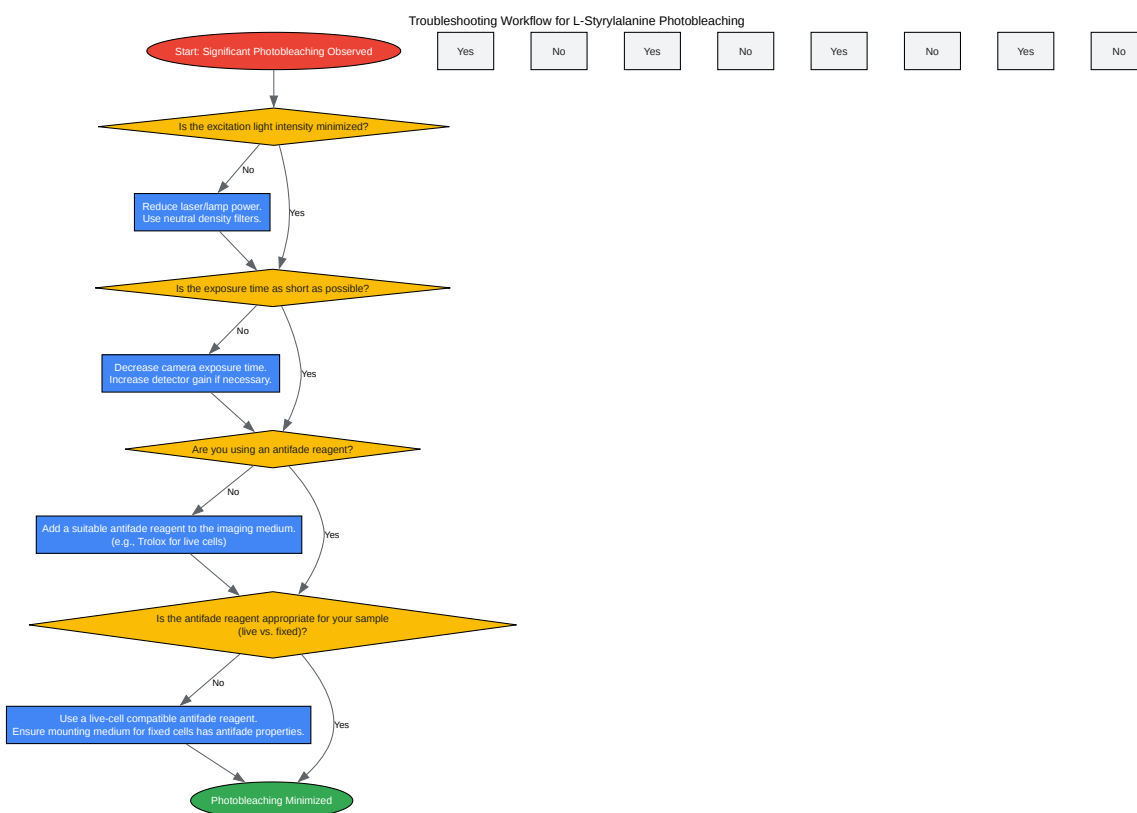 Troubleshooting Workflow for L-Styrylalanine Photobleaching
Start: Significant Photobleaching Observed
Yes
No
Yes
No
Yes
No
Yes
No
Is the excitation light intensity minimized?
No
Reduce laser/lamp power.
Use neutral density filters.
Yes
Is the exposure time as short as possible?
No
Decrease camera exposure time.
Increase detector gain if necessary.
Yes
Are you using an antifade reagent?
No
Add a suitable antifade reagent to the imaging medium.
(e.g., Trolox for live cells)
Yes
Is the antifade reagent appropriate for your sample
(live vs. fixed)?
No
Use a live-cell compatible antifade reagent.
Ensure mounting medium for fixed cells has antifade properties.
Yes
Photobleaching Minimized